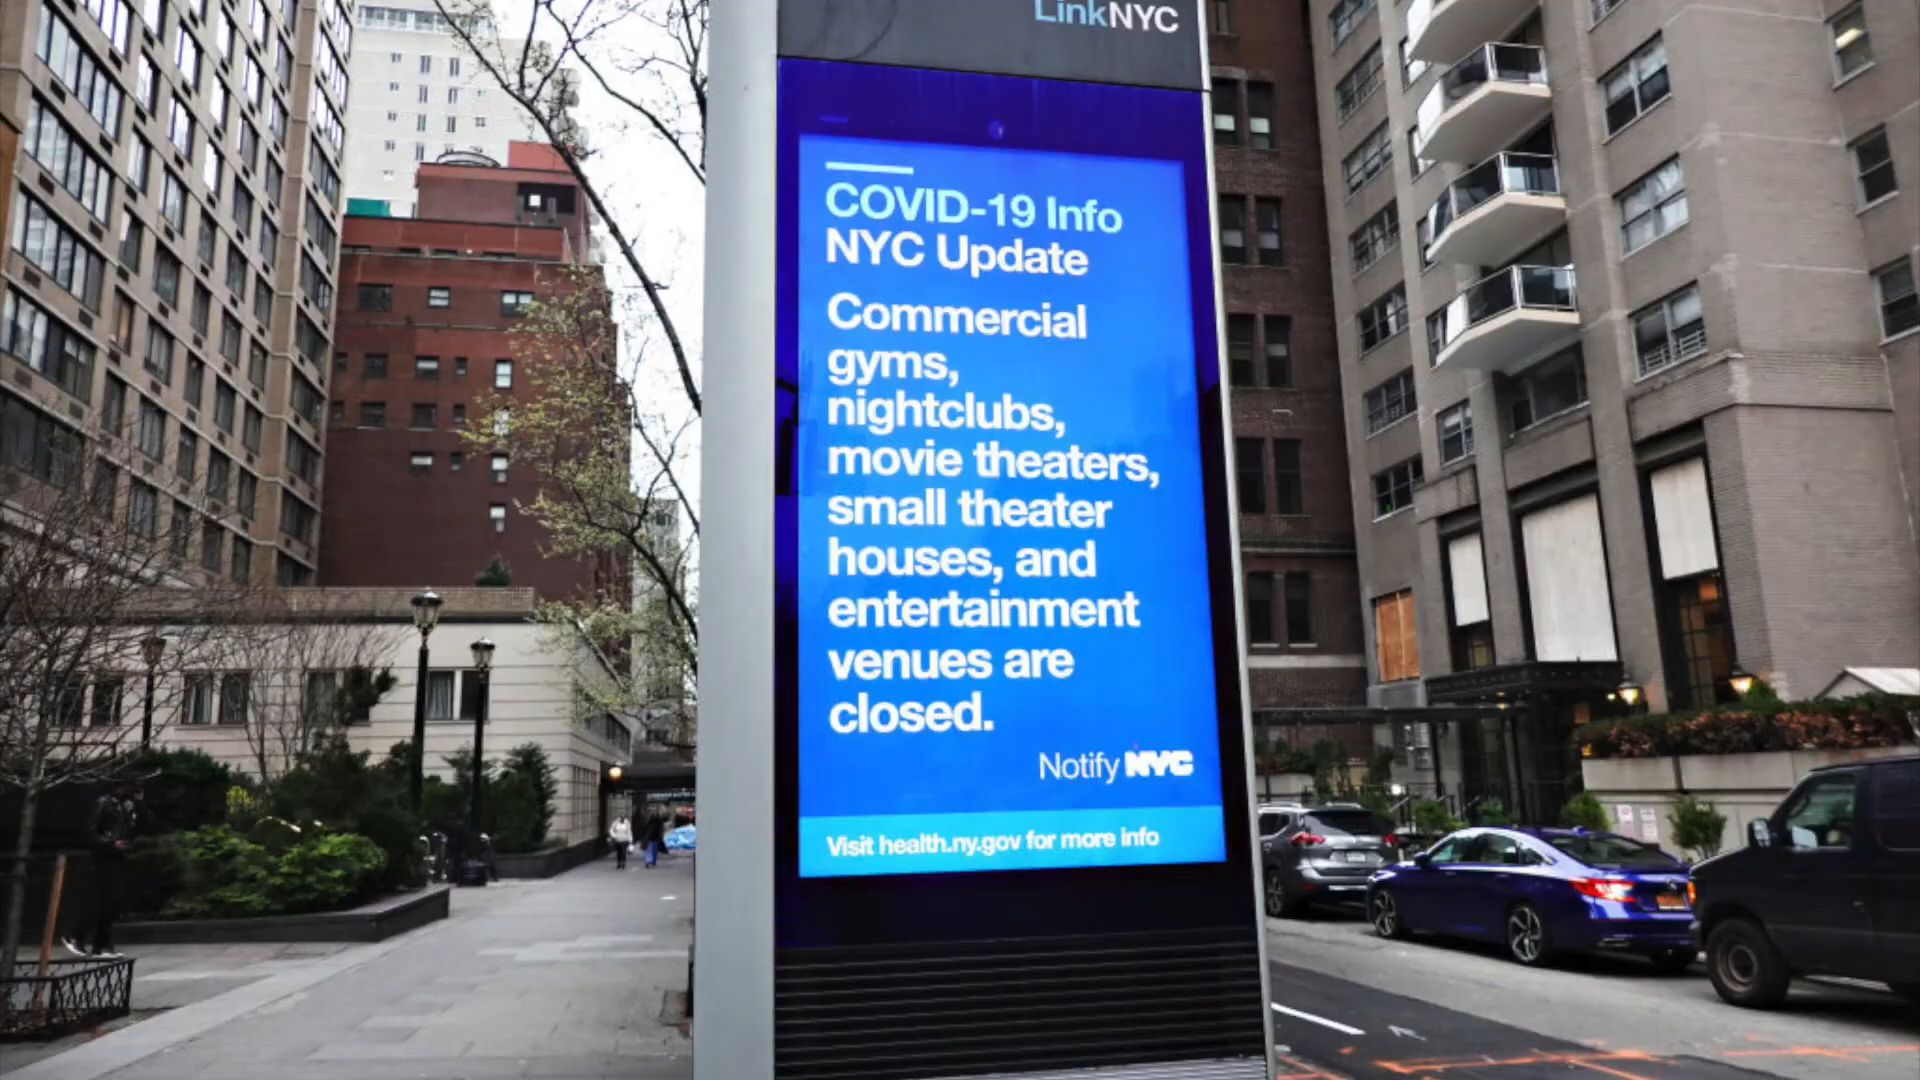 LinkNYC
COVID-19 Info
NYC Update
Commercial
gyms,
nightclubs,
movie theaters,
small theater
houses, and
entertainment
venues are
closed.
Notify NYC
Visit health.ny.gov for more info